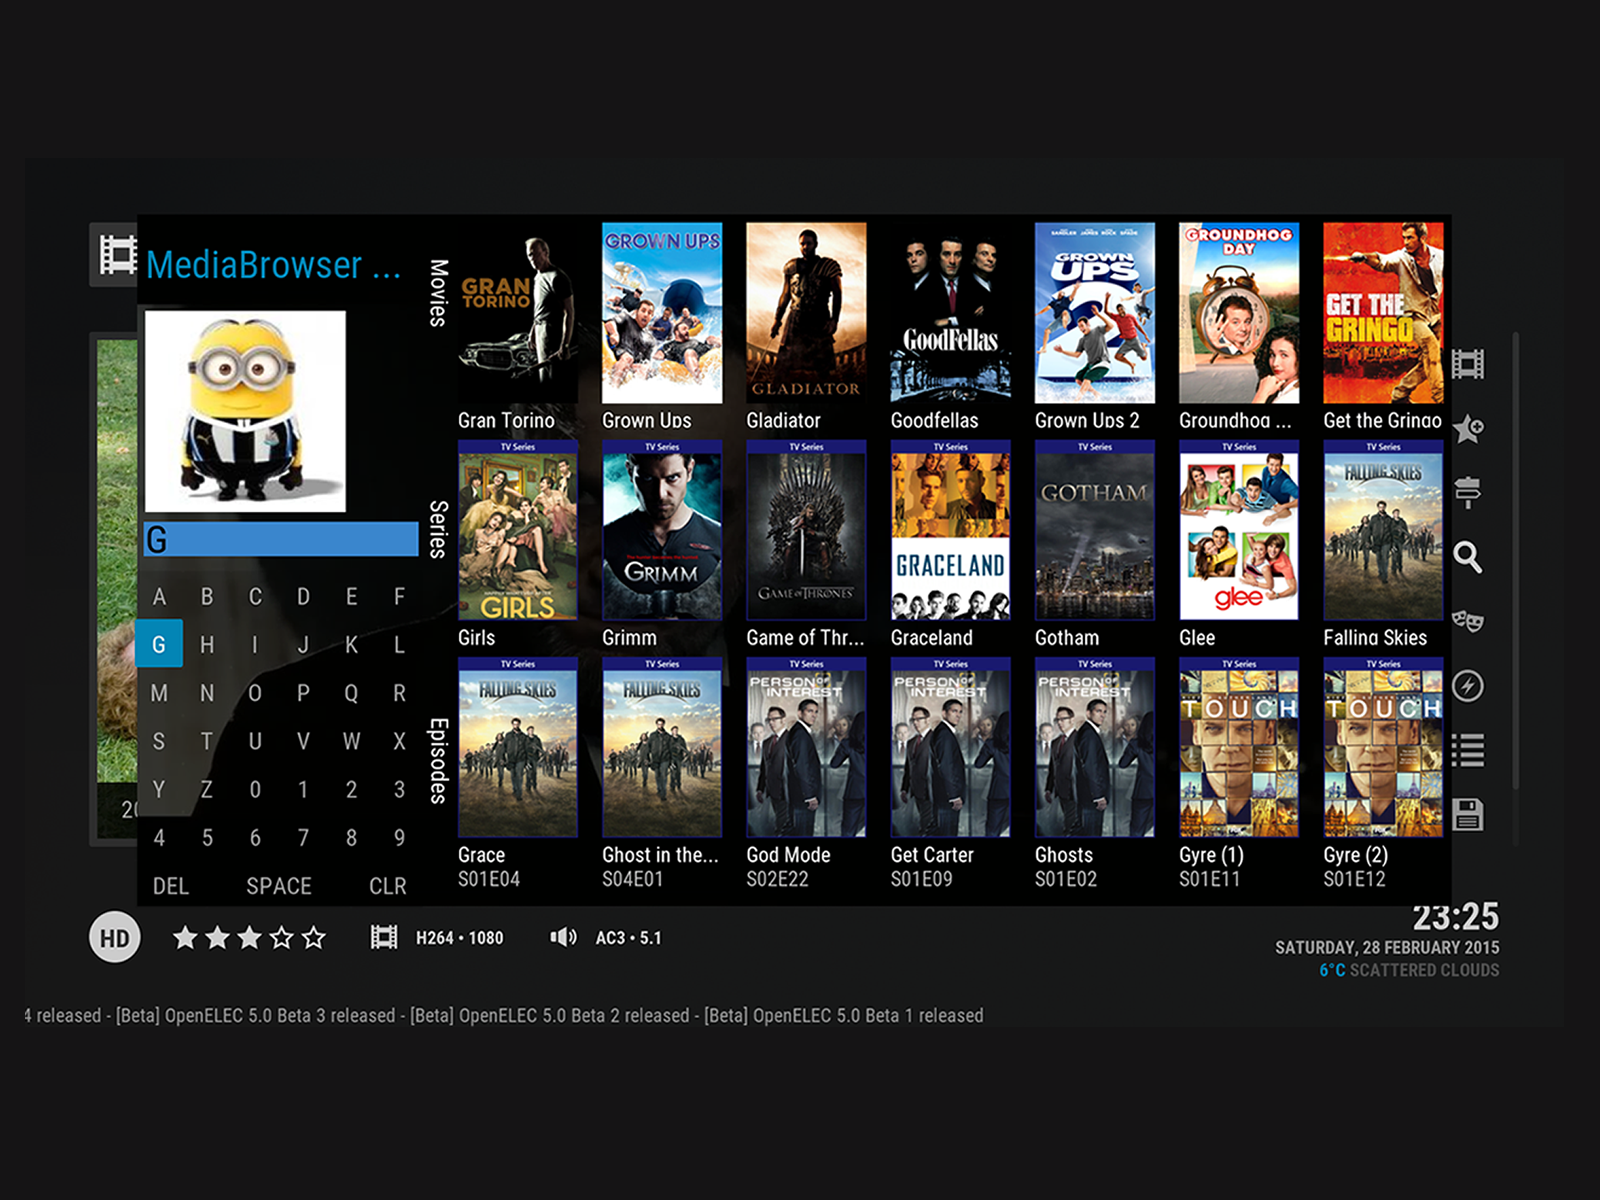 MediaBrowser ...
G
A B C D E F
G H I J K L
M N O P Q R
S T U V W X
Y Z 0 1 2 3
4 5 6 7 8 9
DEL SPACE CLR
20
Movies
GRAN
TORINO
GROWN UPS
GLADIATOR
GOODFELLAS
SANDLER JAMES ROCK SPADE
GROWN
UPS
2
GROUNDHOG
DAY
GET THE
GRINGO
Gran Torino
Grown Ups
Gladiator
Goodfellas
Grown Ups 2
Groundhog ...
Get the Gringo
Series
TV Series
TV Series
TV Series
TV Series
TV Series
TV Series
TV Series
GIRLS
GRIMM
GAME OF THRONES
GRACELAND
GOTHAM
glee
FALLING SKIES
Girls
Grimm
Game of Thr...
Graceland
Gotham
Glee
Falling Skies
Episodes
TV Series
TV Series
TV Series
TV Series
TV Series
TV Series
TV Series
FALLING SKIES
FALLING SKIES
PERSON OF
INTEREST
PERSON OF
INTEREST
PERSON OF
INTEREST
TOUCH
TOUCH
Grace
S01E04
Ghost in the...
S04E01
God Mode
S02E22
Get Carter
S01E09
Ghosts
S01E02
Gyre (1)
S01E11
Gyre (2)
S01E12
HD
H264 • 1080
AC3 • 5.1
23:25
SATURDAY, 28 FEBRUARY 2015
6°C SCATTERED CLOUDS
4 released - [Beta] OpenELEC 5.0 Beta 3 released - [Beta] OpenELEC 5.0 Beta 2 released - [Beta] OpenELEC 5.0 Beta 1 released